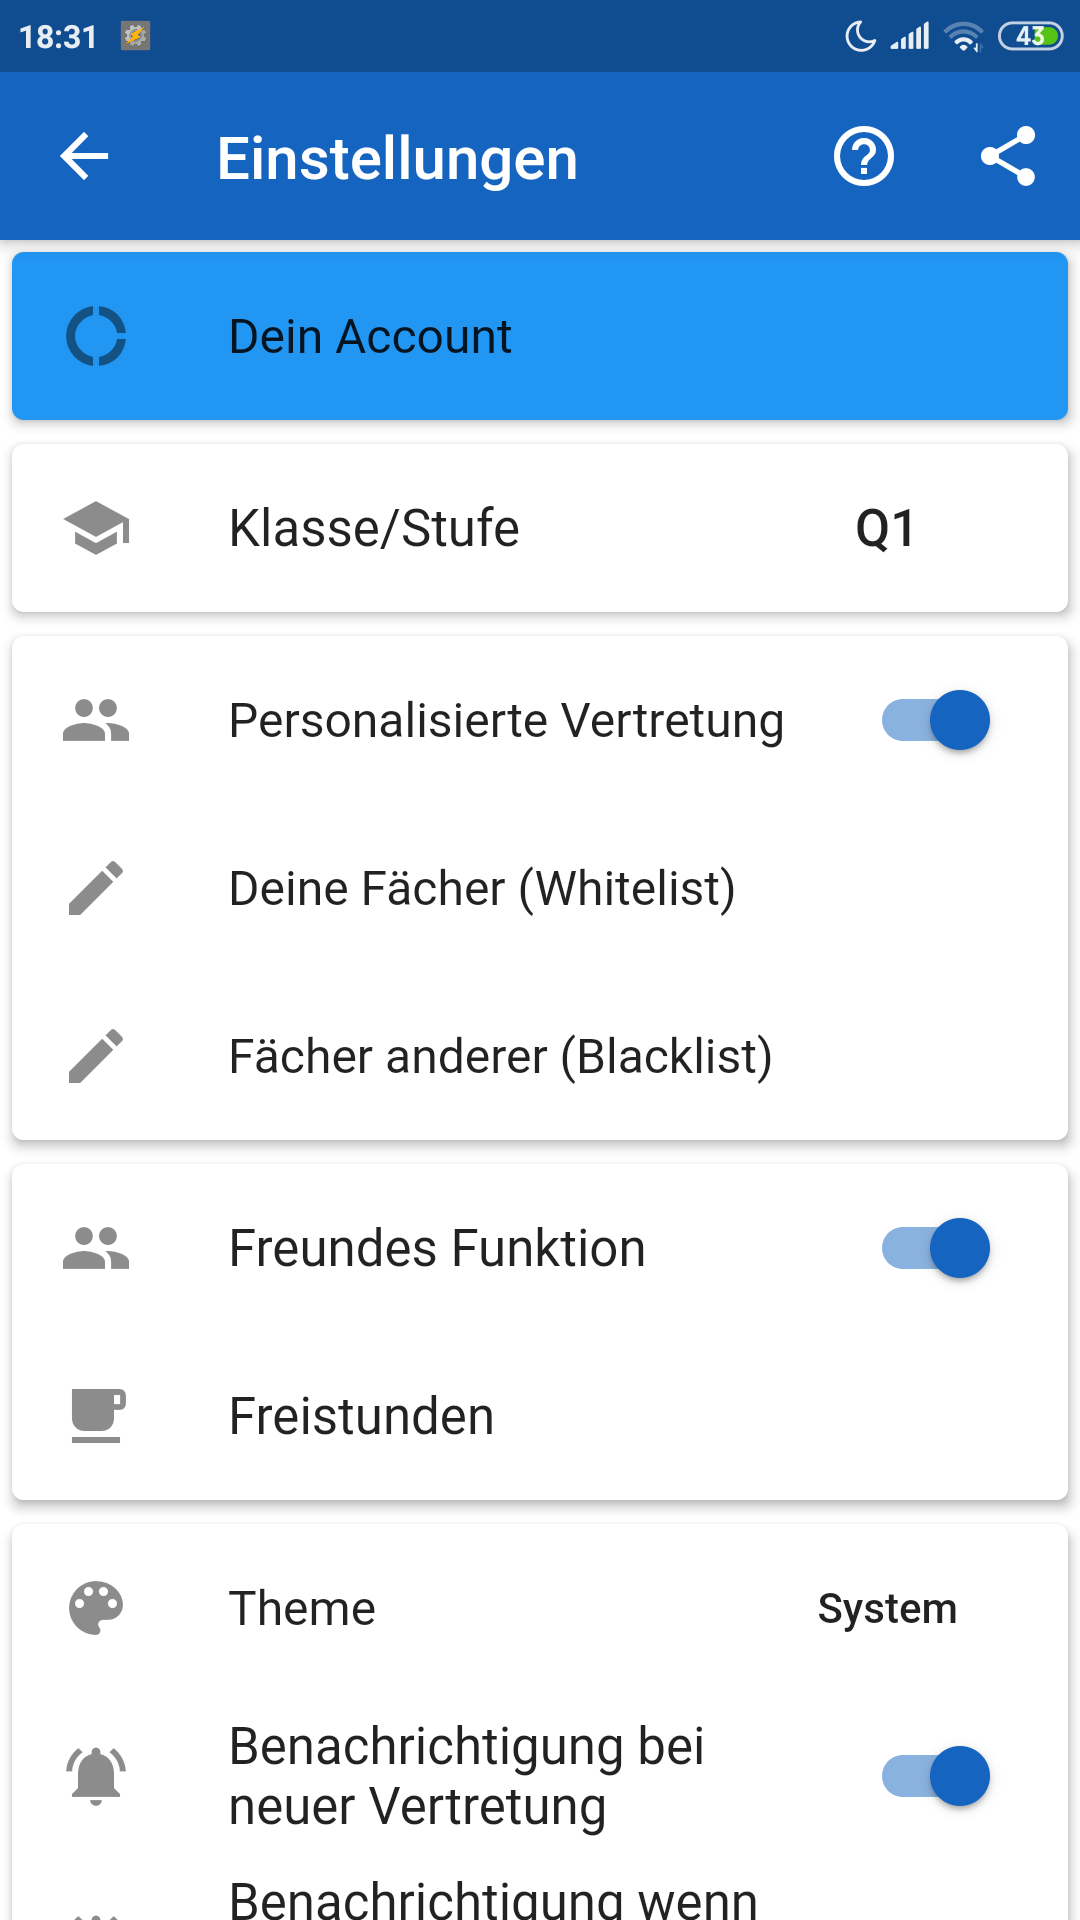 18:31
43
Einstellungen
Dein Account
Klasse/Stufe
Q1
Personalisierte Vertretung
Deine Fächer (Whitelist)
Fächer anderer (Blacklist)
Freundes Funktion
Freistunden
Theme
System
Benachrichtigung bei
neuer Vertretung
Benachrichtigung wenn